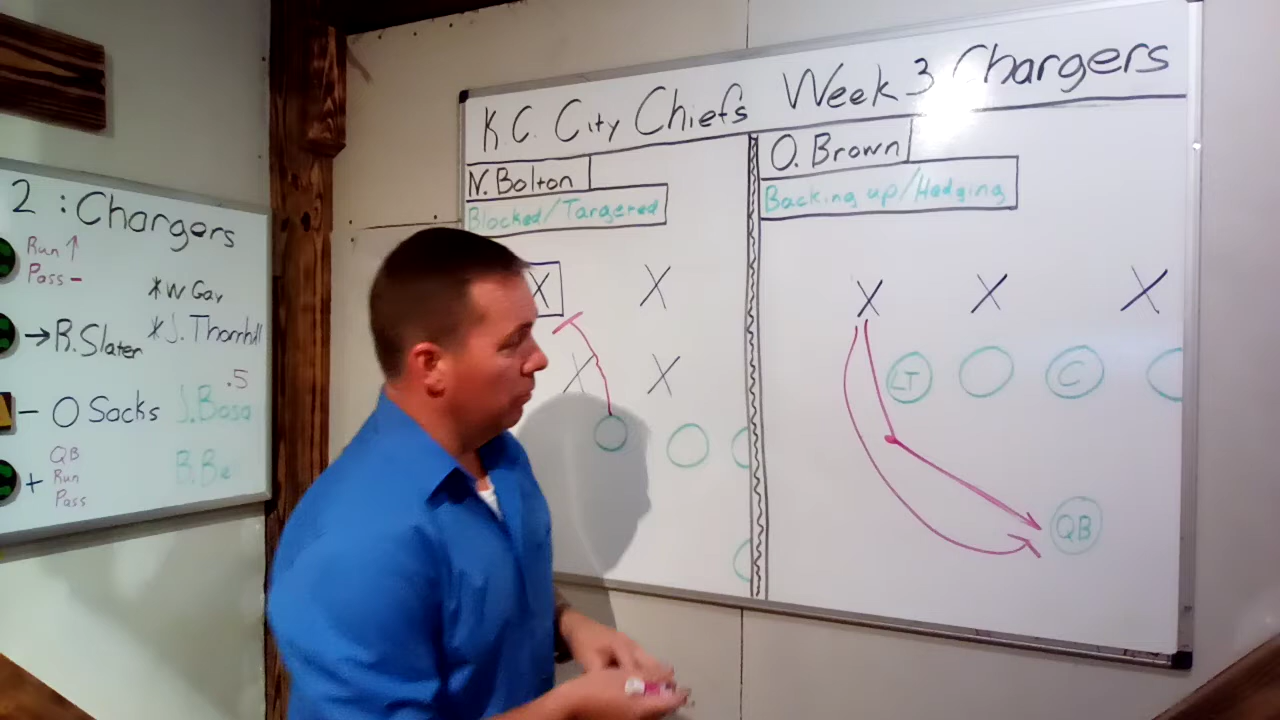 2 : Chargers
Run ↑
Pass -
* W Gay
→ R. Slater
* J. Thornhill
.5
- 0 Sacks
J. Bosa
+
QB
Run
Pass
K.C. City Chiefs Week 3 Chargers
N. Bolton
Blocked/Targered
X X
X X
O. Brown
Backing up/Hedging
X X X
LT C
QB